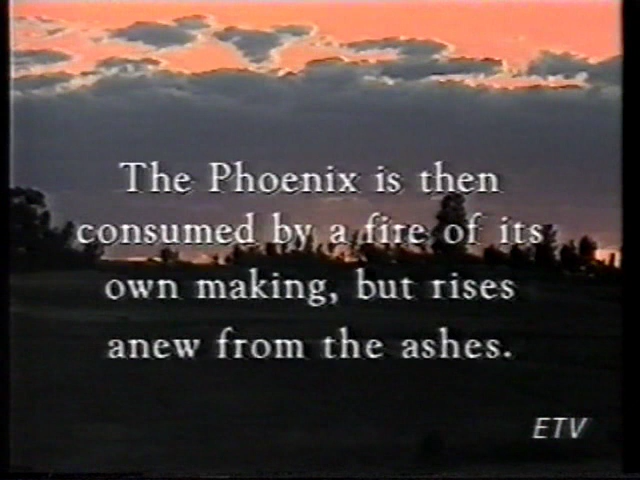 The Phoenix is then
consumed by a fire of its
own making, but rises
anew from the ashes.
ETV